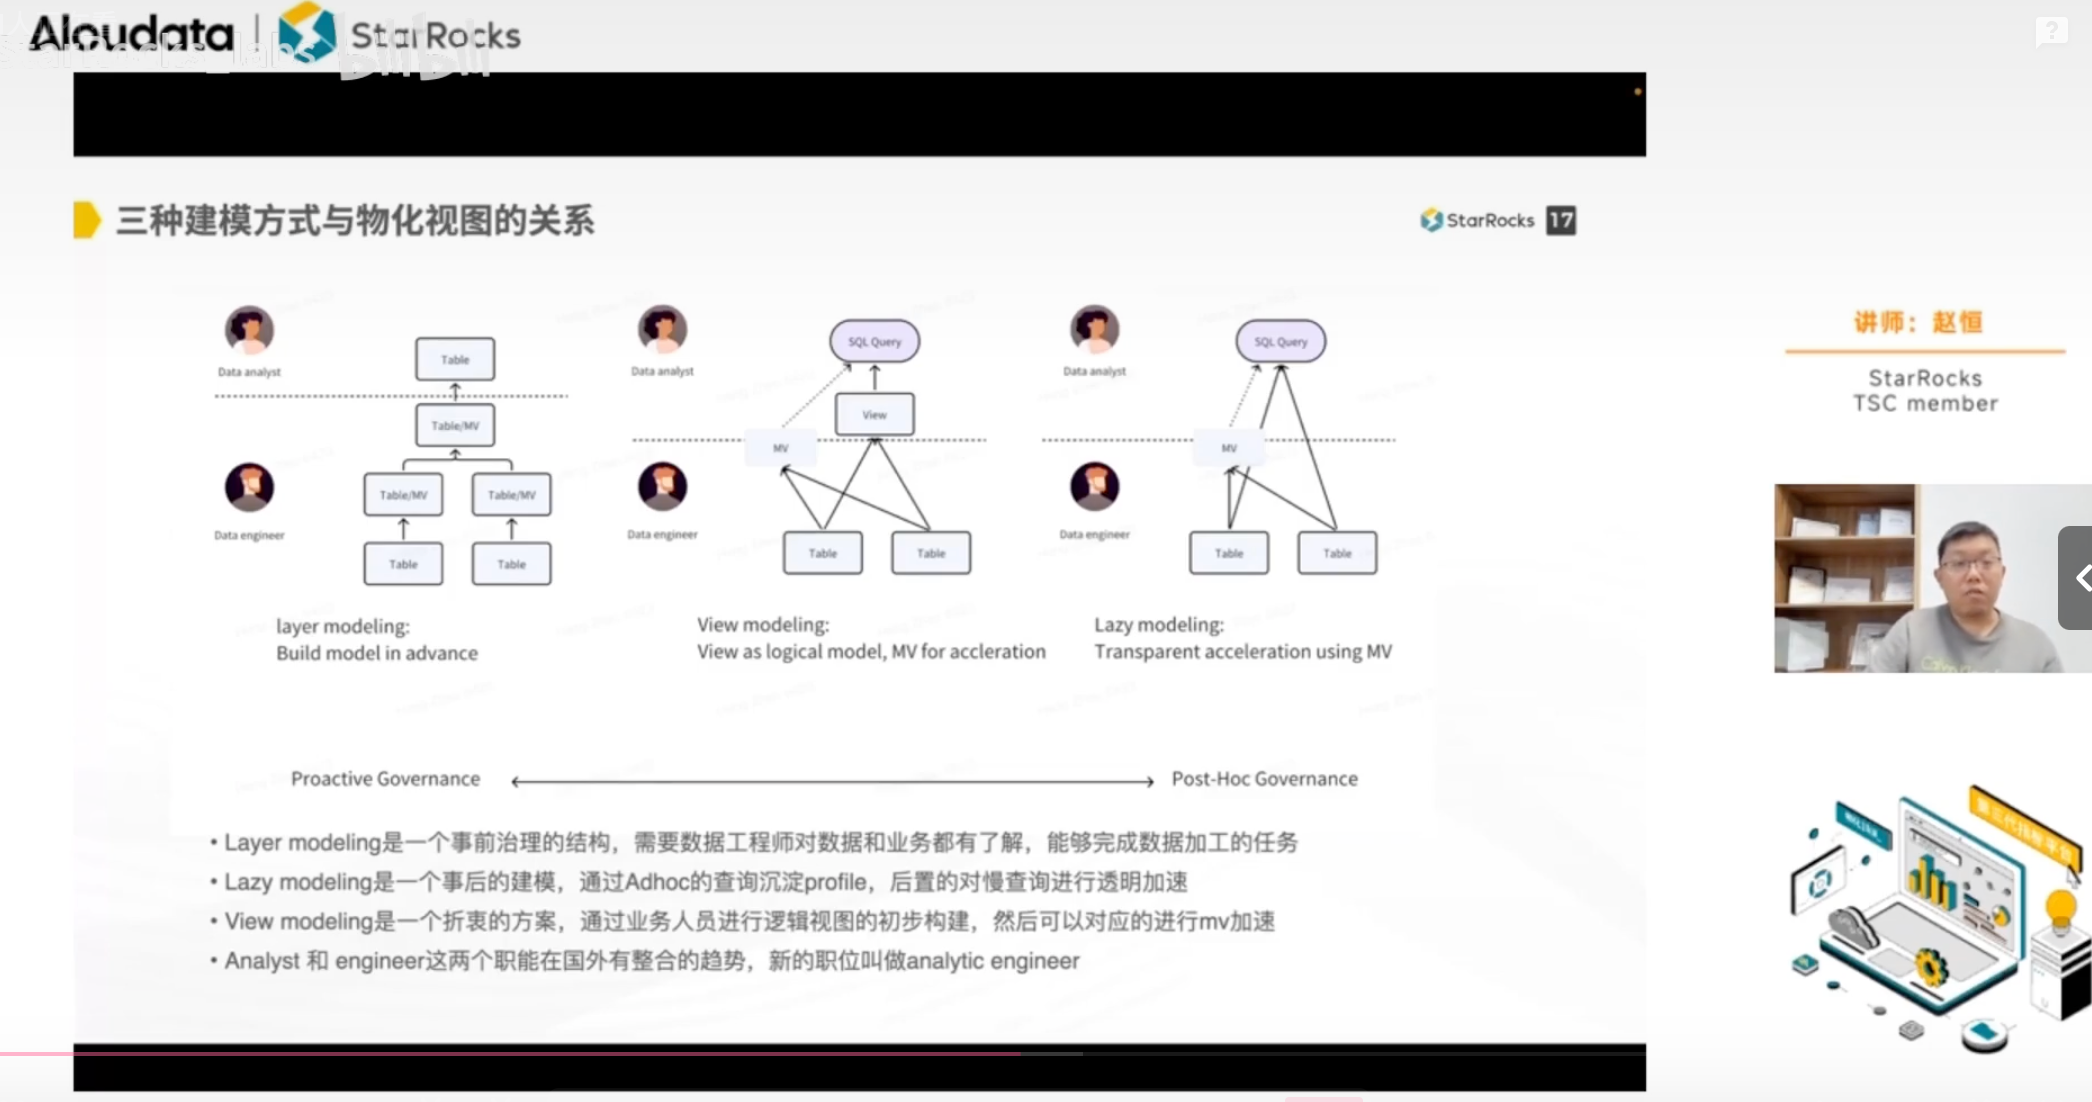 Aloudata | StarRocks
StarRocks_labs
bilibili
三种建模方式与物化视图的关系
StarRocks 17
Data analyst
Table
Table/MV
Table/MV
Table/MV
Data engineer
Table
Table
layer modeling:
Build model in advance
Data analyst
SQL Query
View
MV
Data engineer
Table
Table
View modeling:
View as logical model, MV for accleration
Data analyst
SQL Query
MV
Data engineer
Table
Table
Lazy modeling:
Transparent acceleration using MV
Proactive Governance
Post-Hoc Governance
• Layer modeling是一个事前治理的结构，需要数据工程师对数据和业务都有了解，能够完成数据加工的任务
• Lazy modeling是一个事后的建模，通过Adhoc的查询沉淀profile，后置的对慢查询进行透明加速
• View modeling是一个折衷的方案，通过业务人员进行逻辑视图的初步构建，然后可以对应的进行mv加速
• Analyst 和 engineer这两个职能在国外有整合的趋势，新的职位叫做analytic engineer
讲师：赵恒
StarRocks
TSC member
第三代指标平台